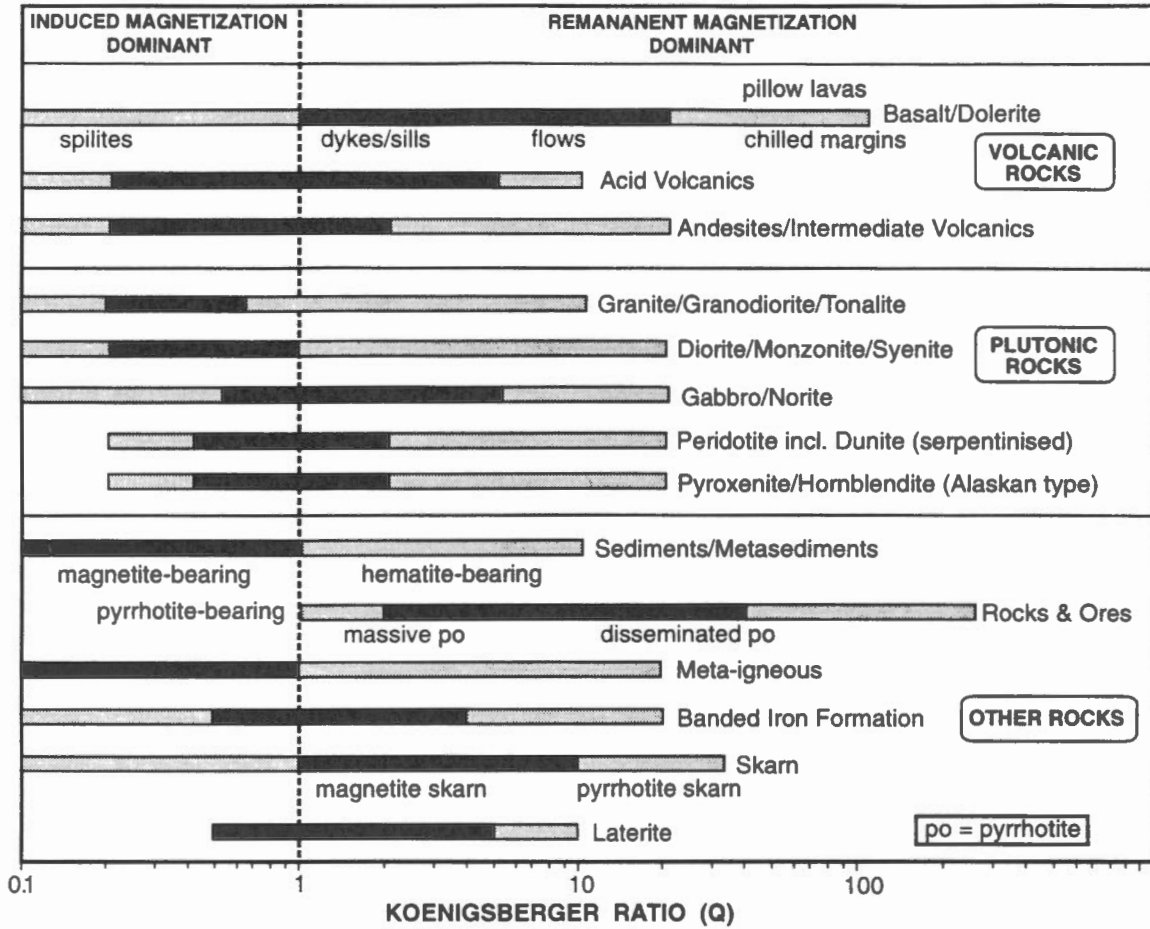 INDUCED MAGNETIZATION
DOMINANT
REMANANENT MAGNETIZATION
DOMINANT
pillow lavas
Basalt/Dolerite
spilites
dykes/sills
flows
chilled margins
VOLCANIC
ROCKS
Acid Volcanics
Andesites/Intermediate Volcanics
Granite/Granodiorite/Tonalite
Diorite/Monzonite/Syenite
PLUTONIC
ROCKS
Gabbro/Norite
Peridotite incl. Dunite (serpentinised)
Pyroxenite/Hornblendite (Alaskan type)
Sediments/Metasediments
magnetite-bearing
hematite-bearing
pyrrhotite-bearing
Rocks & Ores
massive po
disseminated po
Meta-igneous
Banded Iron Formation
OTHER ROCKS
Skarn
magnetite skarn
pyrrhotite skarn
Laterite
po = pyrrhotite
0.1 1 10 100
KOENIGSBERGER RATIO (Q)